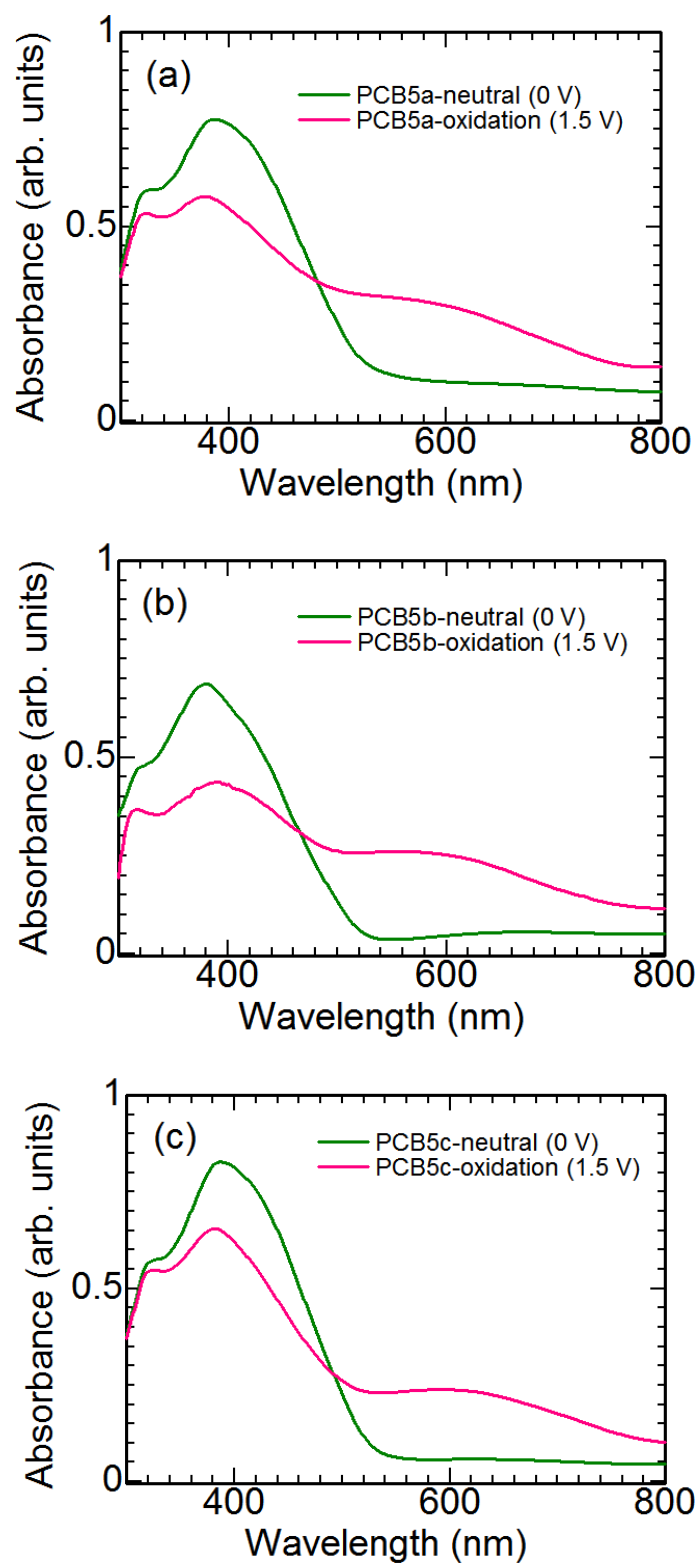 1
(a)
PCB5a-neutral (0 V)
PCB5a-oxidation (1.5 V)
0.5
0
400
600
800
Absorbance (arb. units)
Wavelength (nm)
1
(b)
PCB5b-neutral (0 V)
PCB5b-oxidation (1.5 V)
0.5
0
400
600
800
Absorbance (arb. units)
Wavelength (nm)
1
(c)
PCB5c-neutral (0 V)
PCB5c-oxidation (1.5 V)
0.5
0
400
600
800
Absorbance (arb. units)
Wavelength (nm)